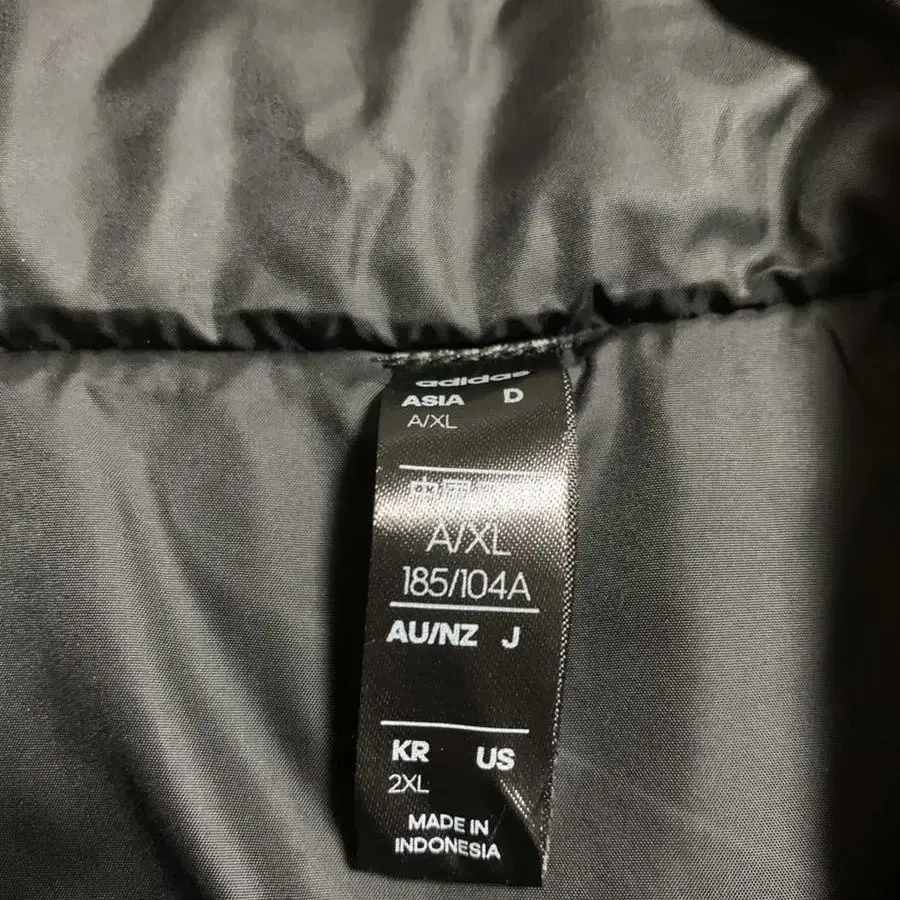 adidas
ASIA D
A/XL
A/XL
185/104A
AU/NZ J
KR US
2XL
MADE IN
INDONESIA